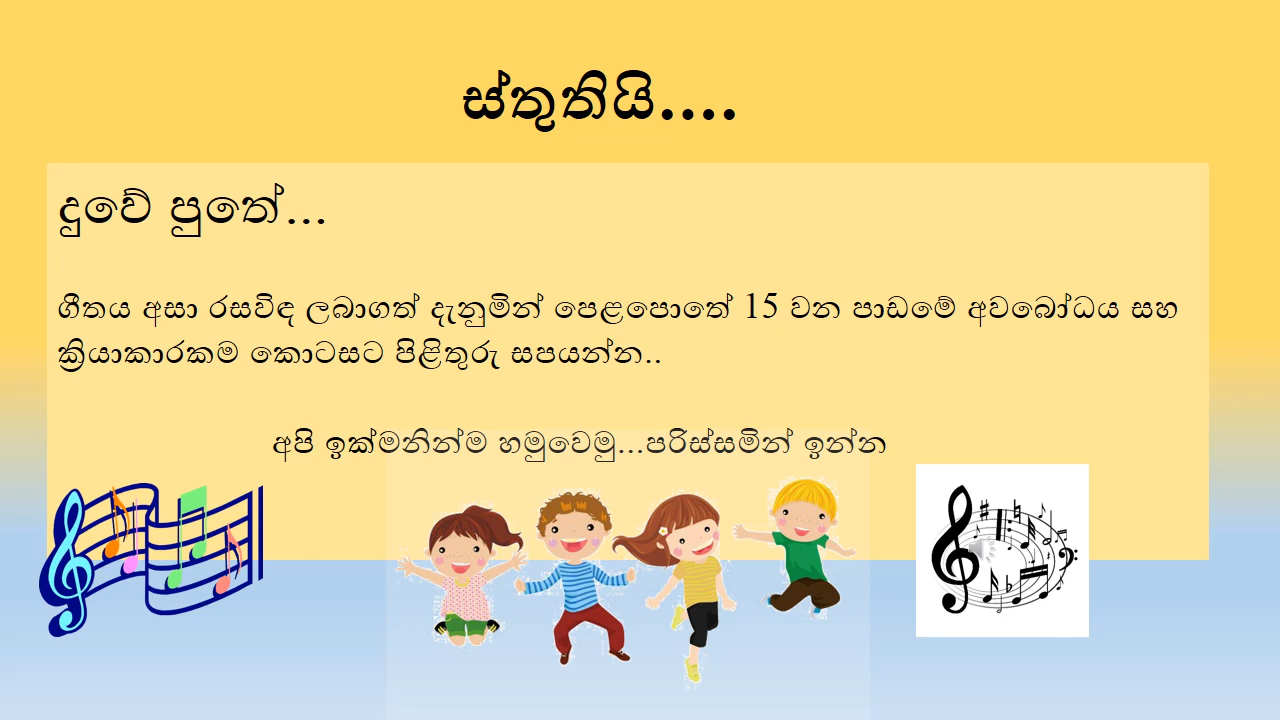 ස්තුතියි....
දුවේ පුතේ...
ගීතය අසා රසවිඳ ලබාගත් දැනුමින් පෙළපොතේ 15 වන පාඩමේ අවබෝධය සහ
ක්‍රියාකාරකම කොටසට පිළිතුරු සපයන්න..
අපි ඉක්මනින්ම හමුවෙමු...පරිස්සමින් ඉන්න